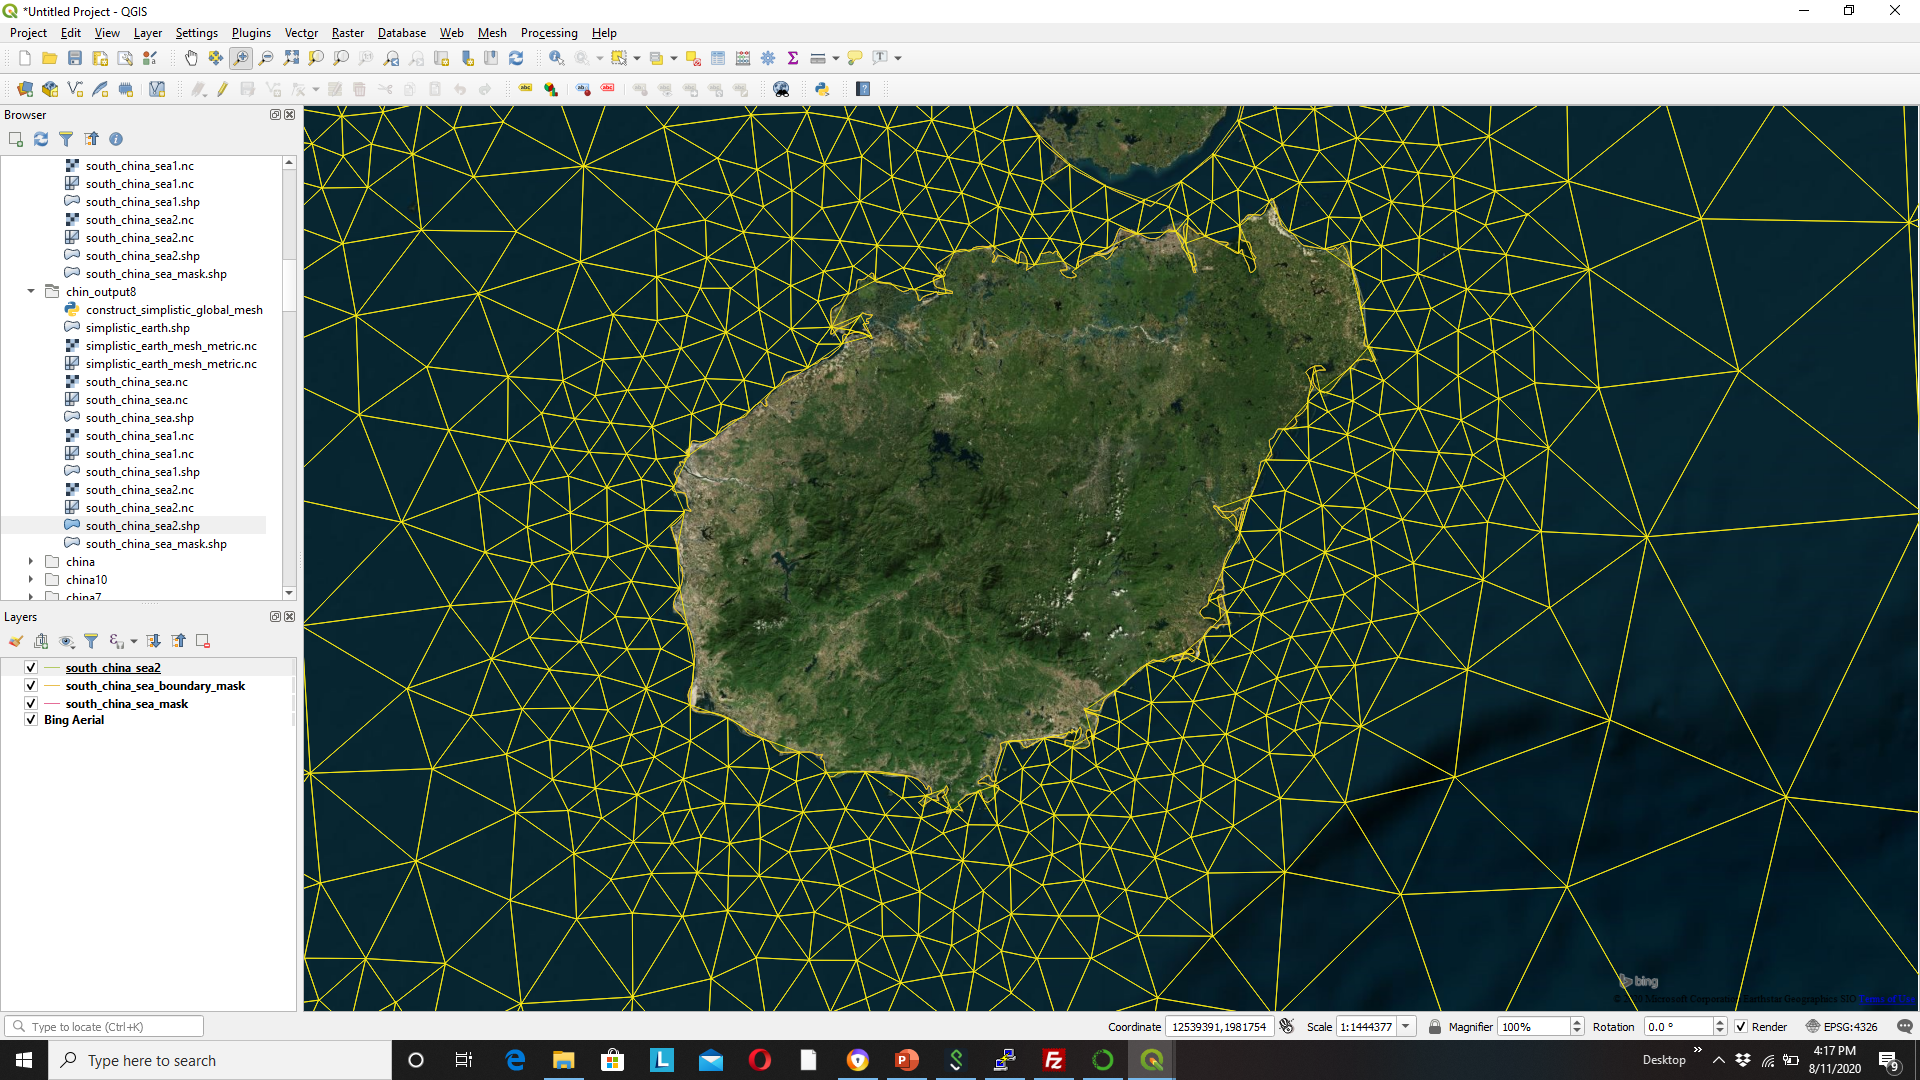 *Untitled Project - QGIS
Project Edit View Layer Settings Plugins Vector Raster Database Web Mesh Processing Help
Browser
south_china_sea1.nc
south_china_sea1.nc
south_china_sea1.shp
south_china_sea2.nc
south_china_sea2.nc
south_china_sea2.shp
south_china_sea_mask.shp
chin_output8
construct_simplistic_global_mesh
simplistic_earth.shp
simplistic_earth_mesh_metric.nc
simplistic_earth_mesh_metric.nc
south_china_sea.nc
south_china_sea.nc
south_china_sea.shp
south_china_sea1.nc
south_china_sea1.nc
south_china_sea1.shp
south_china_sea2.nc
south_china_sea2.nc
south_china_sea2.shp
south_china_sea_mask.shp
china
china10
china7
Layers
south_china_sea2
south_china_sea_boundary_mask
south_china_sea_mask
Bing Aerial
bing
Microsoft Corporation Earthstar Geographics SIO
Type to locate (Ctrl+K)
Coordinate 12539391,1981754 Scale 1:1444377 Magnifier 100% Rotation 0.0 ° Render EPSG:4326
Type here to search
Desktop
4:17 PM
8/11/2020
9